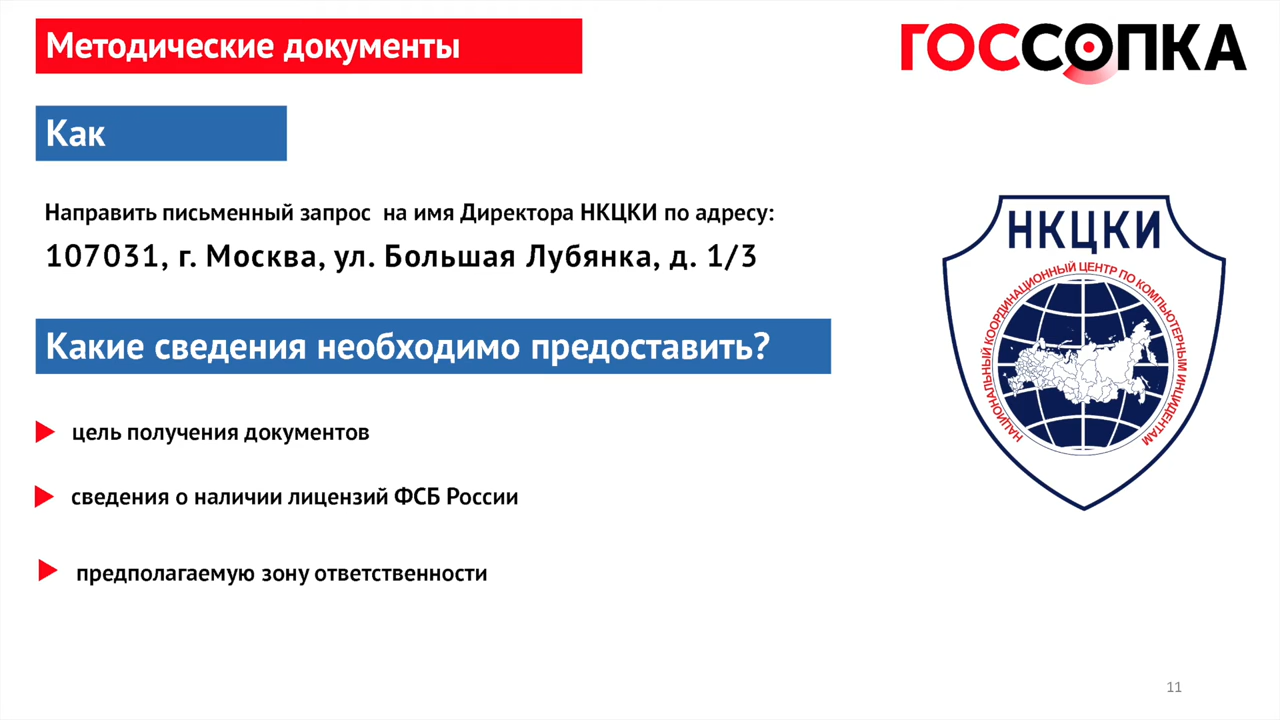 Методические документы
ГОССОПКА
Как
Направить письменный запрос на имя Директора НКЦКИ по адресу:
107031, г. Москва, ул. Большая Лубянка, д. 1/3
НКЦКИ
НАЦИОНАЛЬНЫЙ КООРДИНАЦИОННЫЙ ЦЕНТР ПО КОМПЬЮТЕРНЫМ ИНЦИДЕНТАМ
Какие сведения необходимо предоставить?
цель получения документов
сведения о наличии лицензий ФСБ России
предполагаемую зону ответственности
11